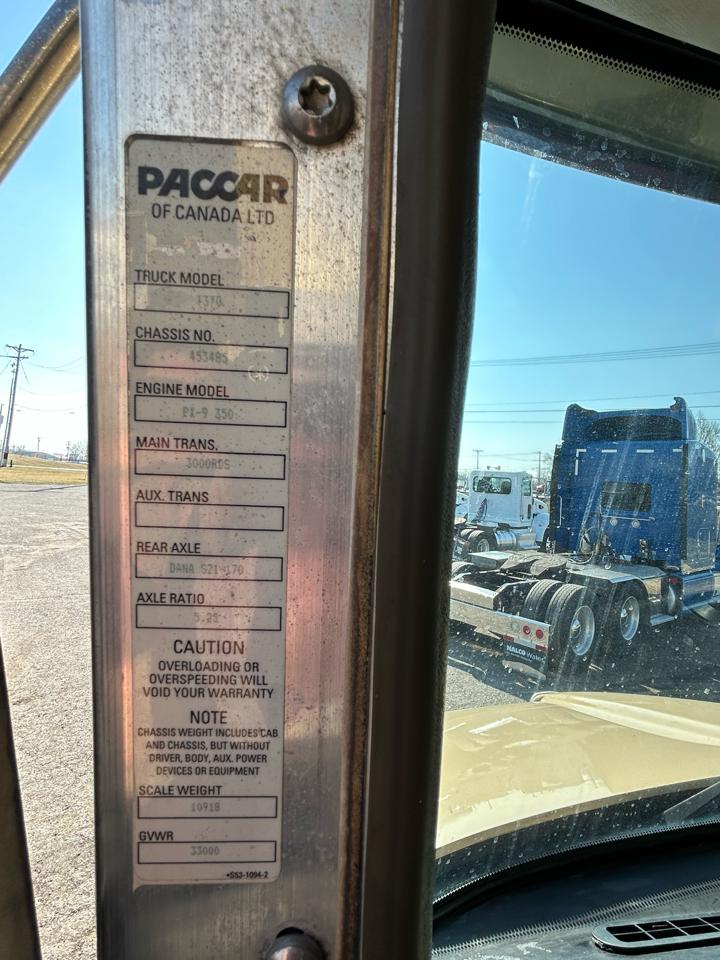 PACCAR
OF CANADA LTD
TRUCK MODEL
CHASSIS NO.
453485
ENGINE MODEL
PX-9 350
MAIN TRANS.
3000RDS
AUX. TRANS
REAR AXLE
DANA S21-170
AXLE RATIO
5.25
CAUTION
OVERLOADING OR
OVERSPEEDING WILL
VOID YOUR WARRANTY
NOTE
CHASSIS WEIGHT INCLUDES CAB
AND CHASSIS, BUT WITHOUT
DRIVER, BODY, AUX. POWER
DEVICES OR EQUIPMENT
SCALE WEIGHT
10918
GVWR
33000
•S53-1094-2
NALCO Water